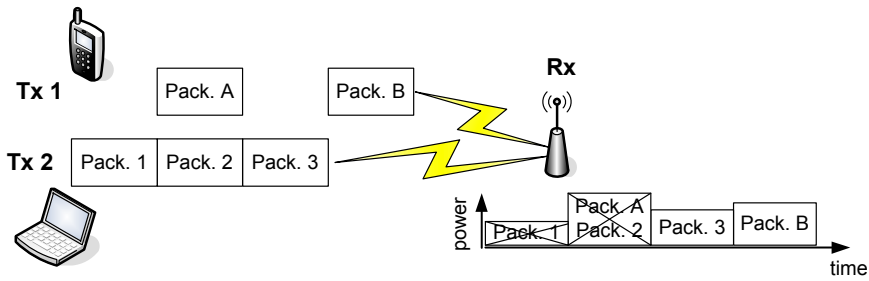 Tx 1
Pack. A
Pack. B
Rx
Tx 2
Pack. 1
Pack. 2
Pack. 3
power
Pack. A
Pack. 1
Pack. 2
Pack. 3
Pack. B
time